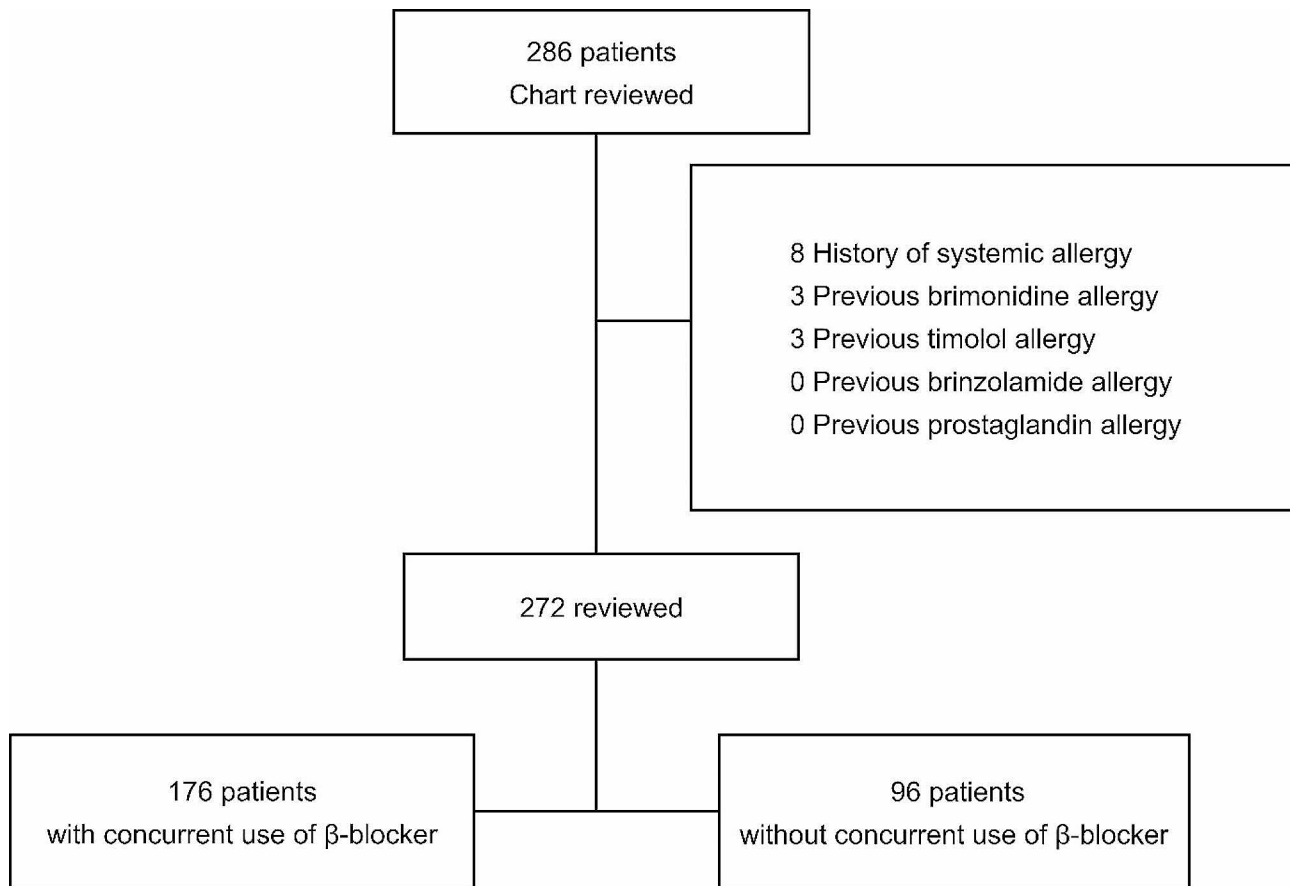 286 patients
Chart reviewed
8 History of systemic allergy
3 Previous brimonidine allergy
3 Previous timolol allergy
0 Previous brinzolamide allergy
0 Previous prostaglandin allergy
272 reviewed
176 patients
with concurrent use of β-blocker
96 patients
without concurrent use of β-blocker